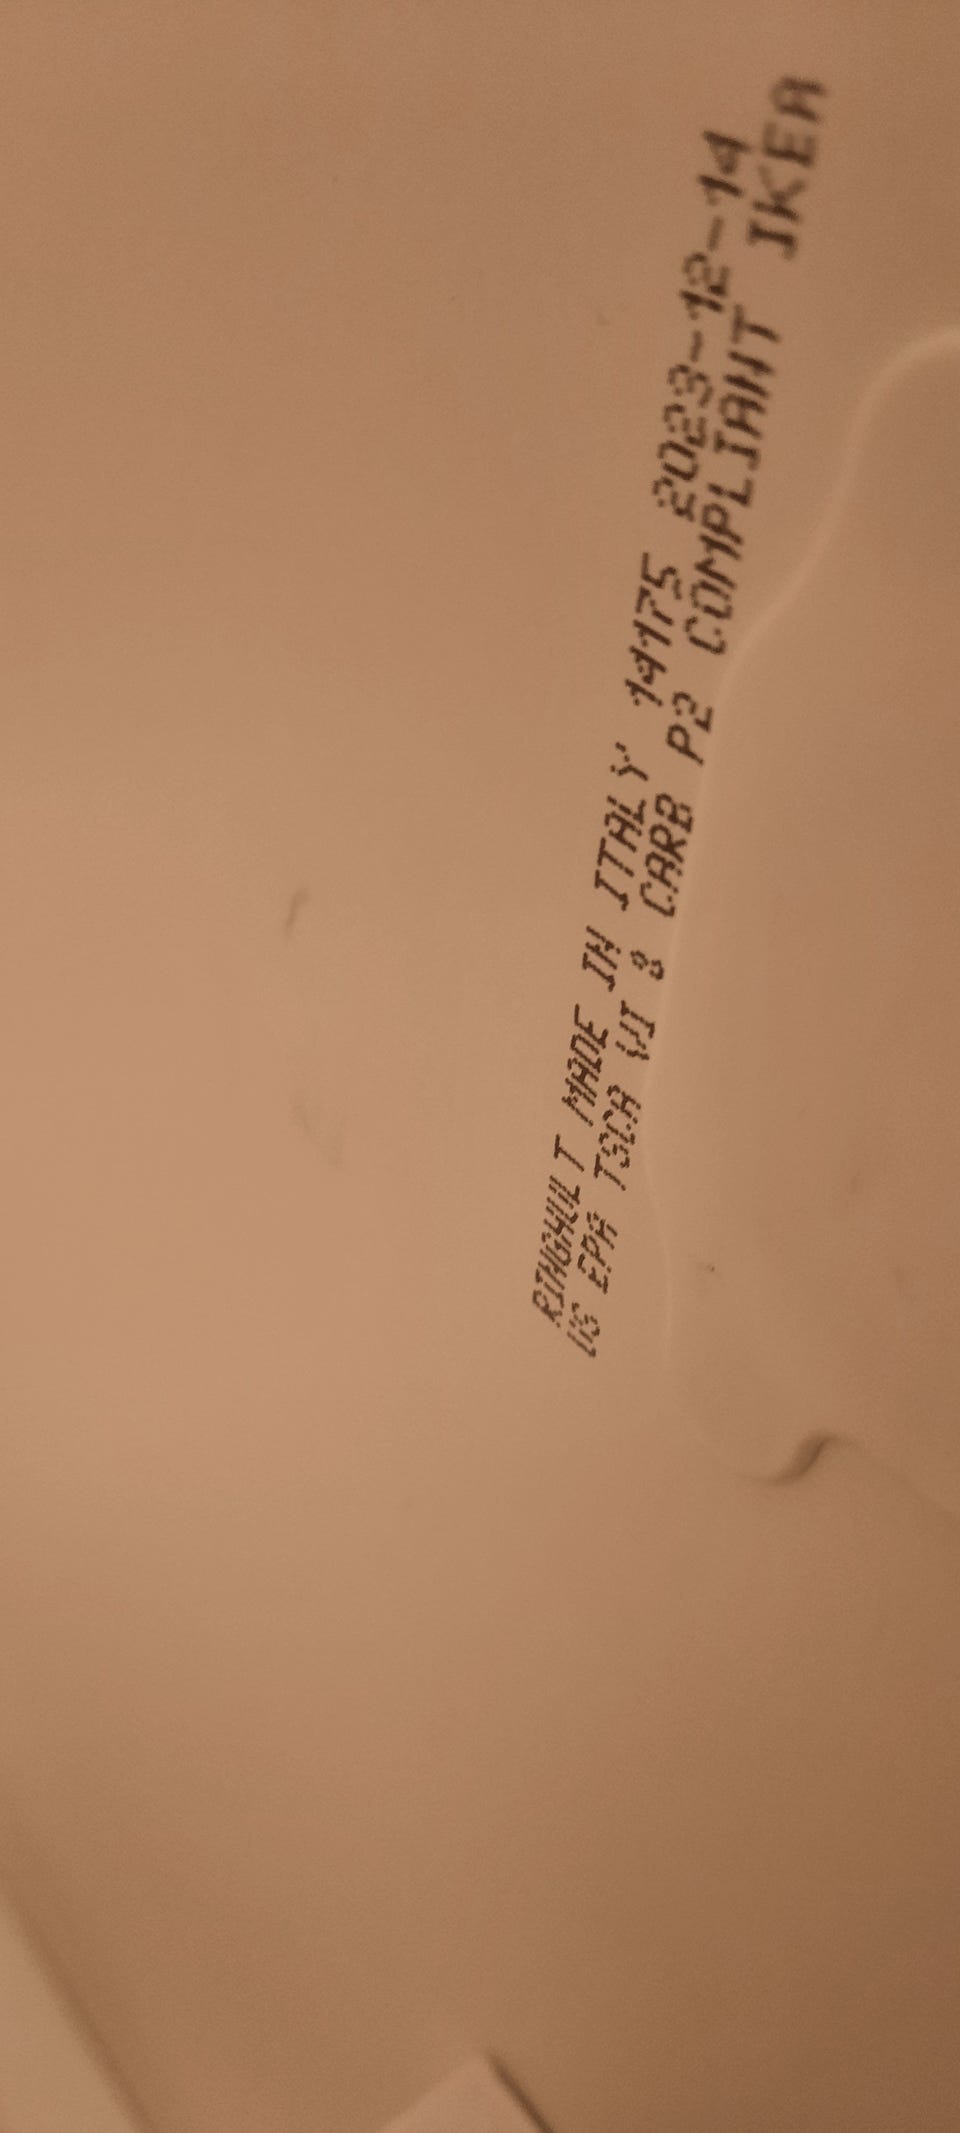 RINGHULT MADE IN ITALY 14175 2023-12-14
US EPA TSCA VI & CARB P2 COMPLIANT IKEA